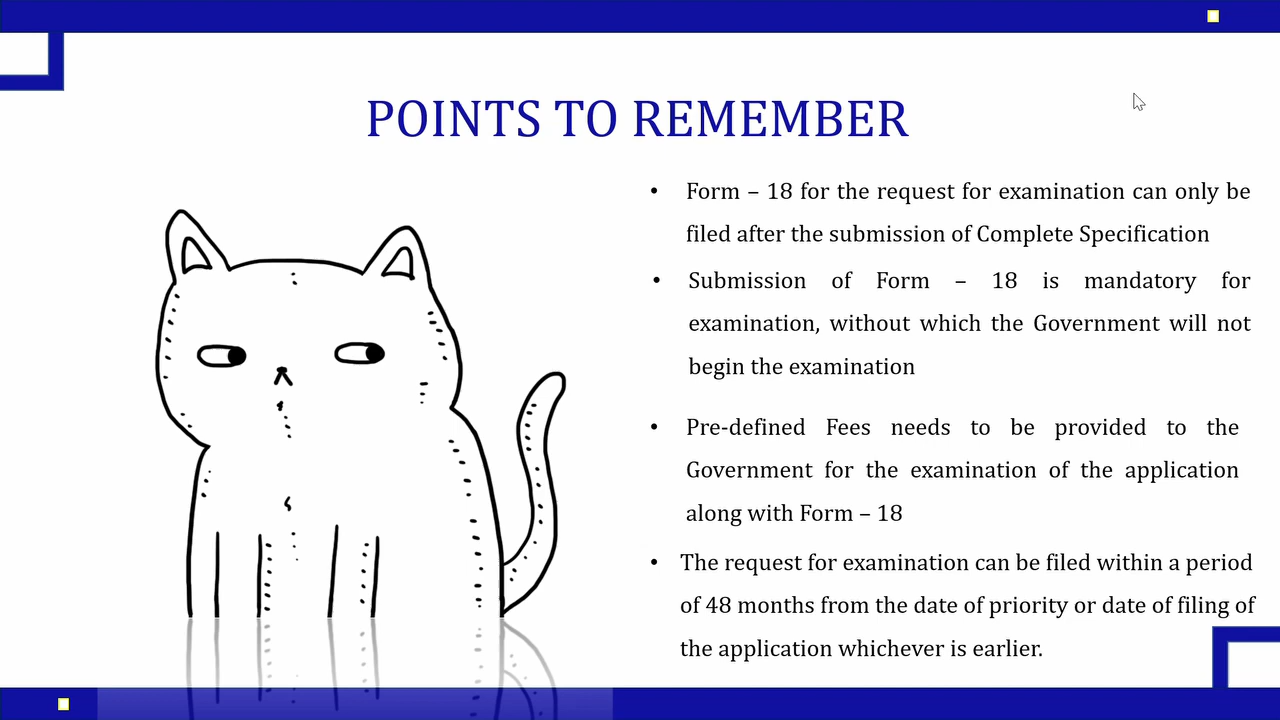 POINTS TO REMEMBER
• Form – 18 for the request for examination can only be
filed after the submission of Complete Specification
• Submission of Form – 18 is mandatory for
examination, without which the Government will not
begin the examination
• Pre-defined Fees needs to be provided to the
Government for the examination of the application
along with Form – 18
• The request for examination can be filed within a period
of 48 months from the date of priority or date of filing of
the application whichever is earlier.